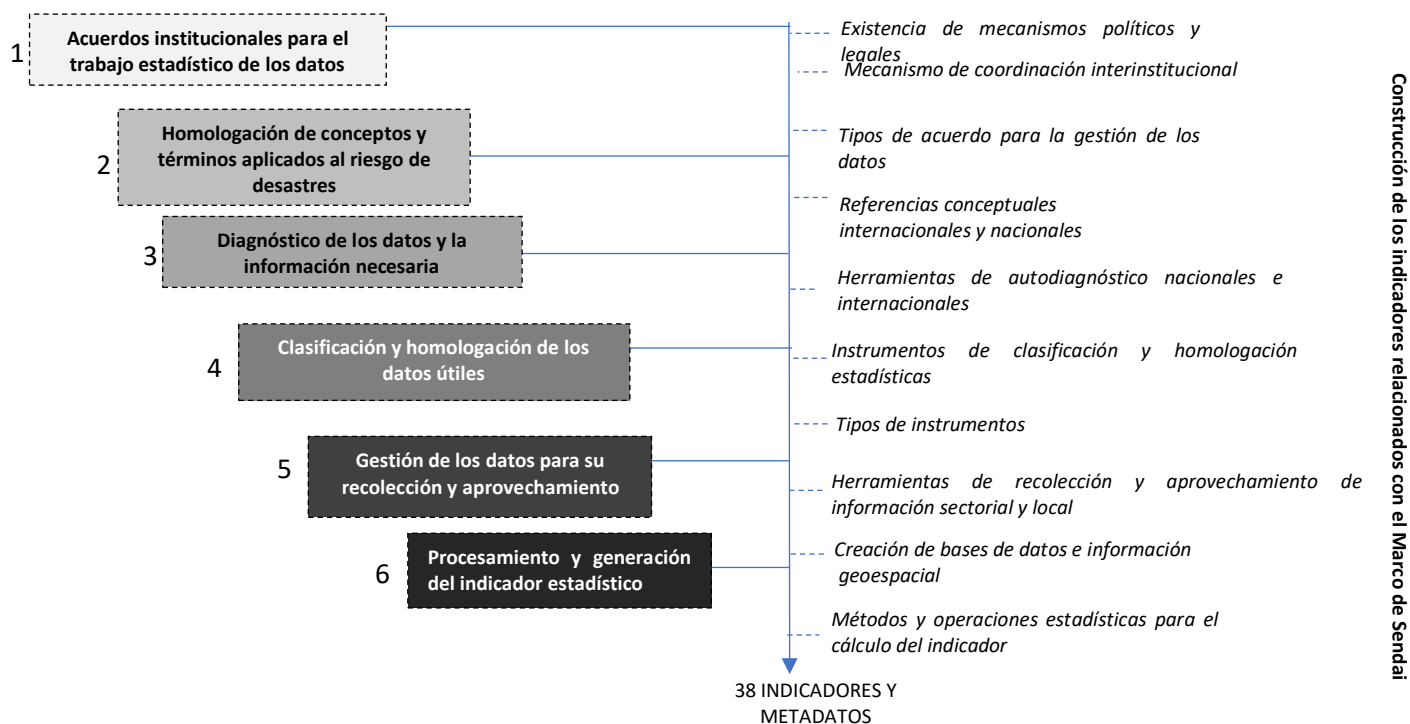 1
Acuerdos institucionales para el
trabajo estadístico de los datos
2
Homologación de conceptos y
términos aplicados al riesgo de
desastres
3
Diagnóstico de los datos y la
información necesaria
4
Clasificación y homologación de los
datos útiles
5
Gestión de los datos para su
recolección y aprovechamiento
6
Procesamiento y generación
del indicador estadístico
Existencia de mecanismos políticos y
legales
Mecanismo de coordinación interinstitucional
Tipos de acuerdo para la gestión de los
datos
Referencias conceptuales
internacionales y nacionales
Herramientas de autodiagnóstico nacionales e
internacionales
Instrumentos de clasificación y homologación
estadísticas
Tipos de instrumentos
Herramientas de recolección y aprovechamiento de
información sectorial y local
Creación de bases de datos e información
geoespacial
Métodos y operaciones estadísticas para el
cálculo del indicador
38 INDICADORES Y
METADATOS
Construcción de los indicadores relacionados con el Marco de Sendai